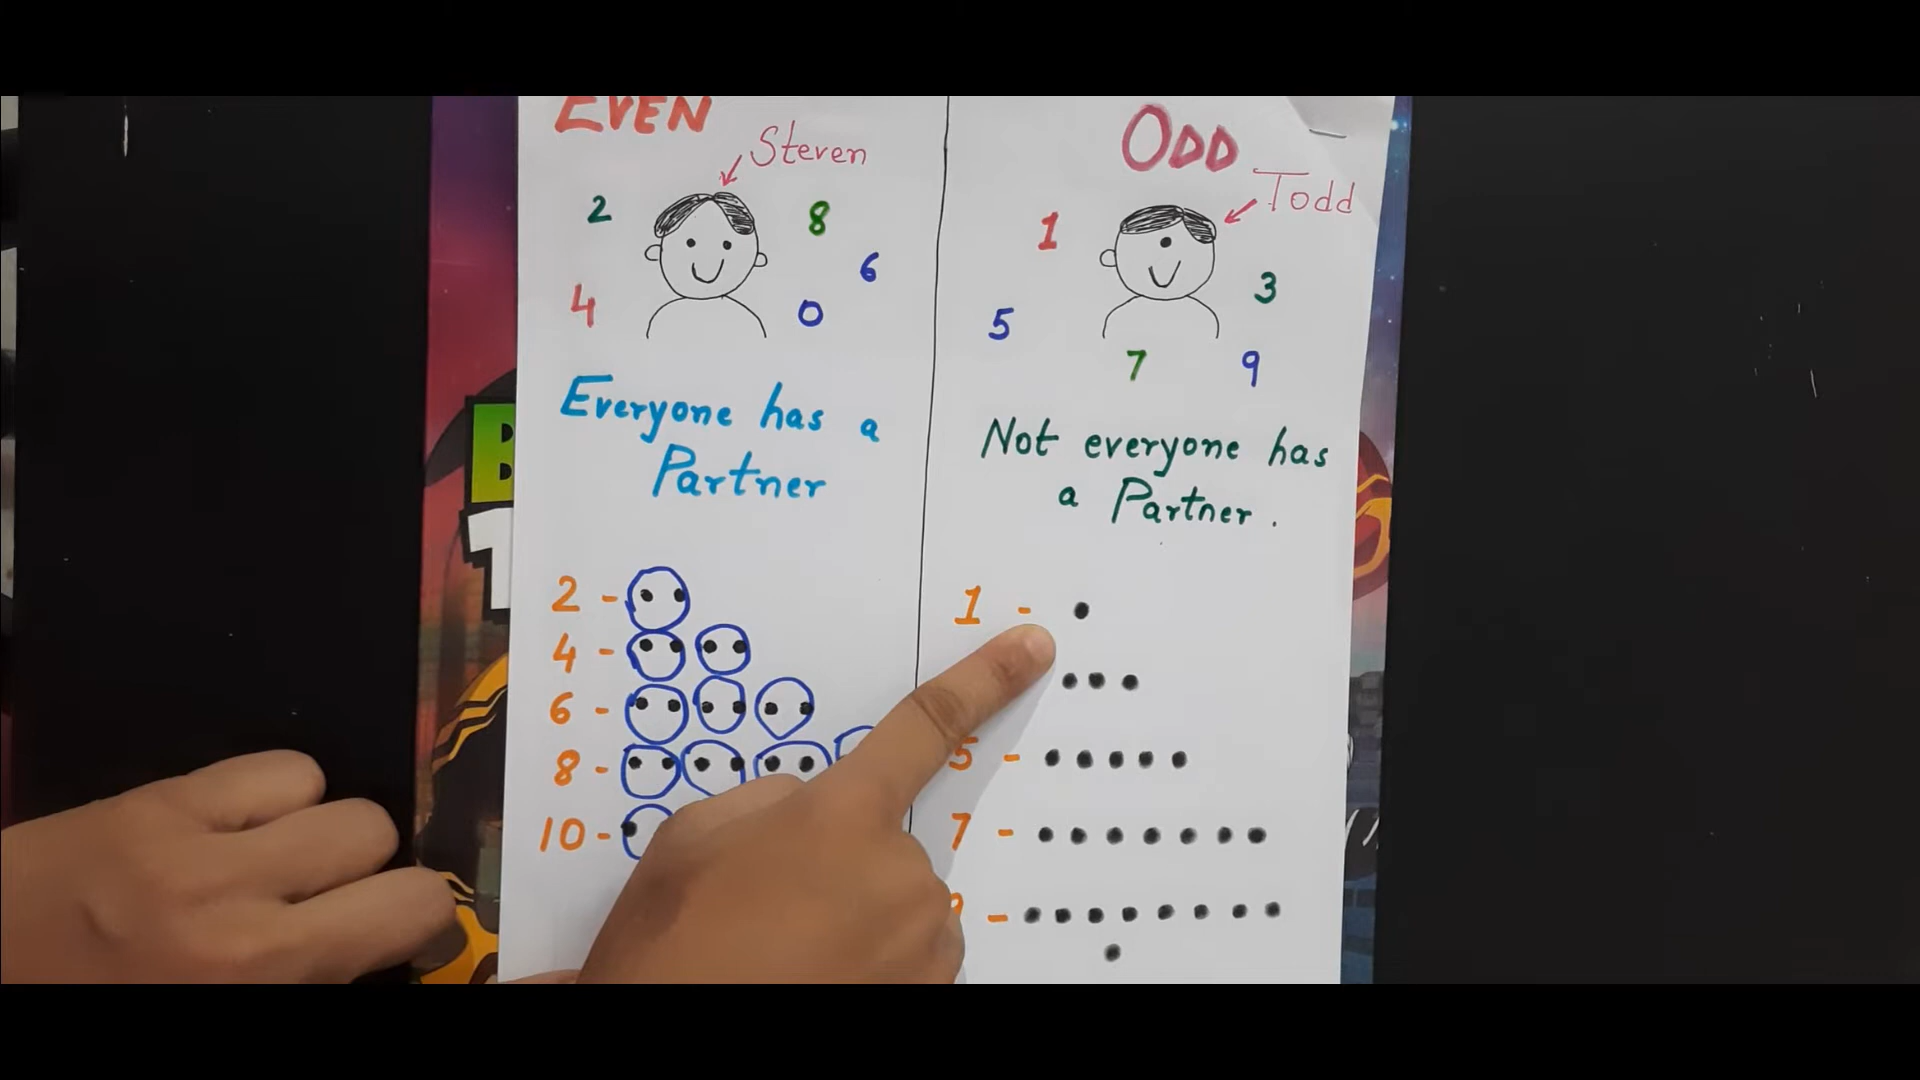 EVEN
Steven
2
8
6
4
0
Everyone has a
Partner
2 -
4 -
6 -
8 -
10 -
ODD
Todd
1
3
5
7
9
Not everyone has
a Partner.
1 -
5 -
7 -
-